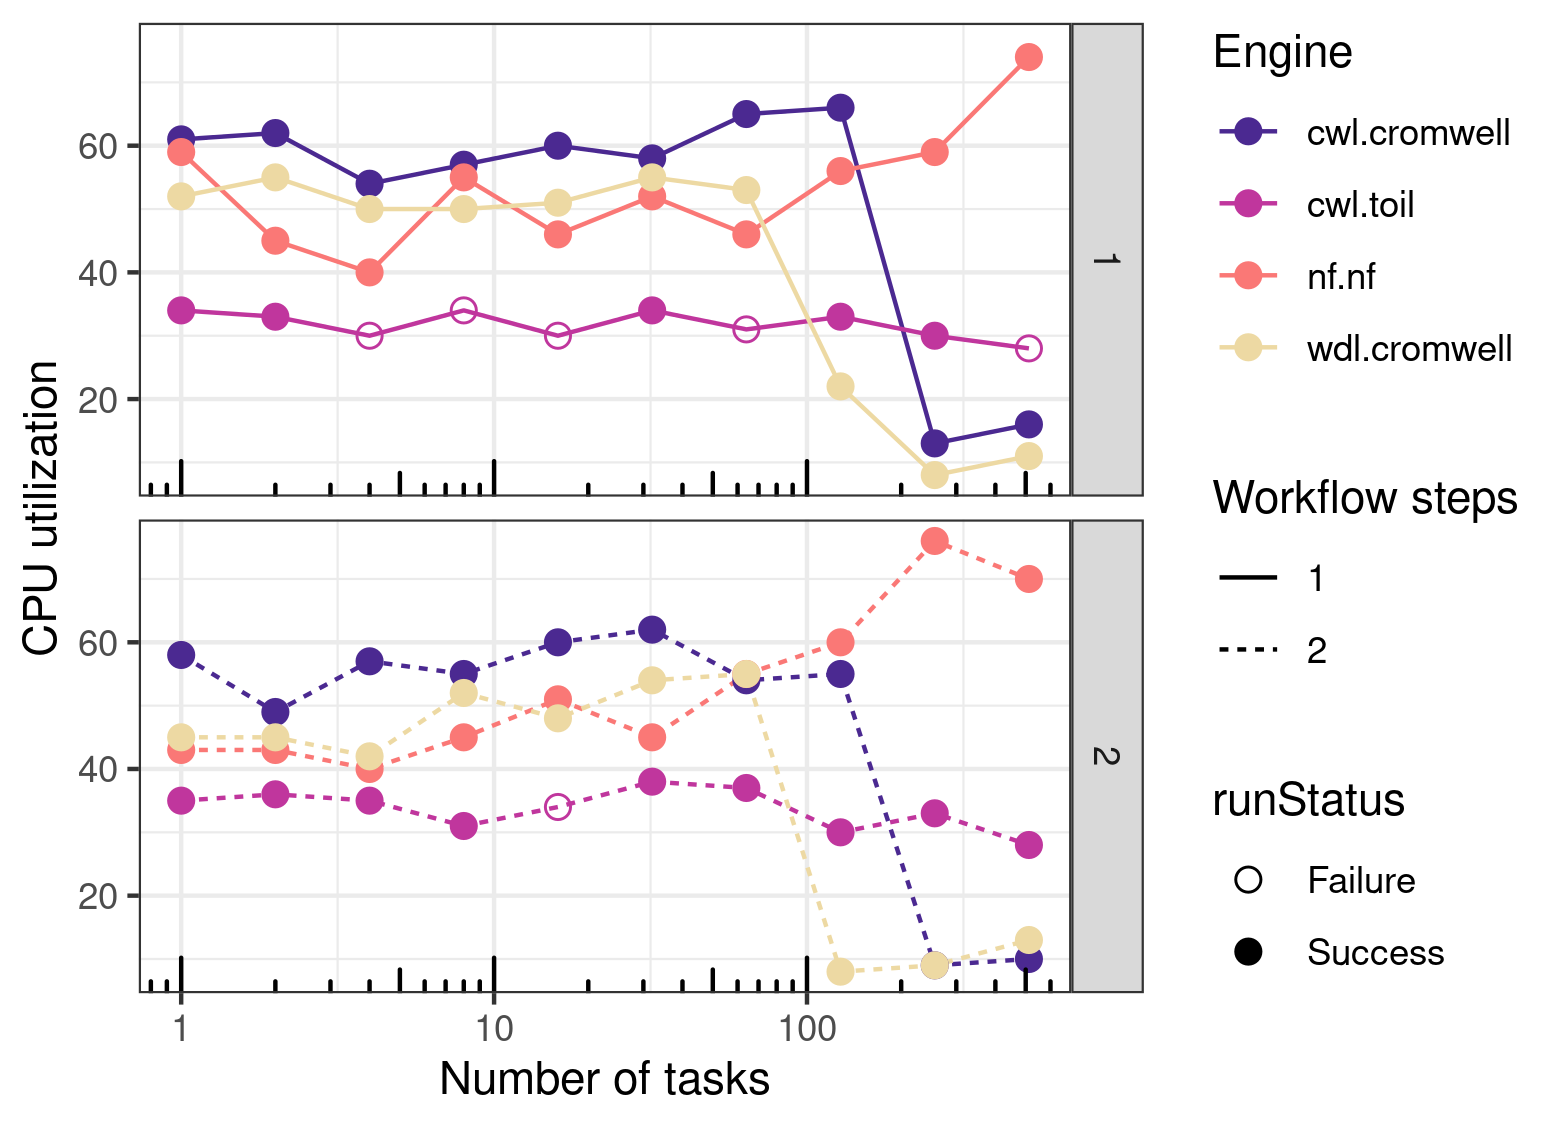 CPU utilization
60
40
20
1
60
40
20
2
1
10
100
Number of tasks
Engine
cwl.cromwell
cwl.toil
nf.nf
wdl.cromwell
Workflow steps
1
2
runStatus
Failure
Success